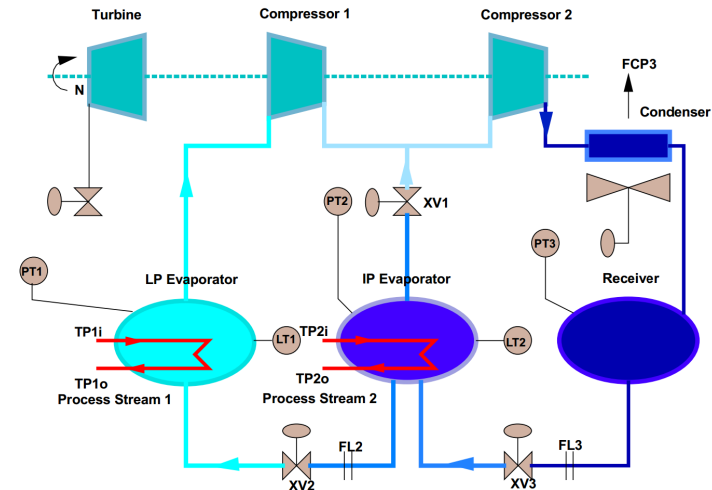 Turbine
Compressor 1
Compressor 2
N
FCP3
Condenser
XV1
PT2
PT1
PT3
LP Evaporator
IP Evaporator
Receiver
TP1i
LT1
TP2i
LT2
TP1o
TP2o
Process Stream 1
Process Stream 2
FL2
FL3
XV2
XV3